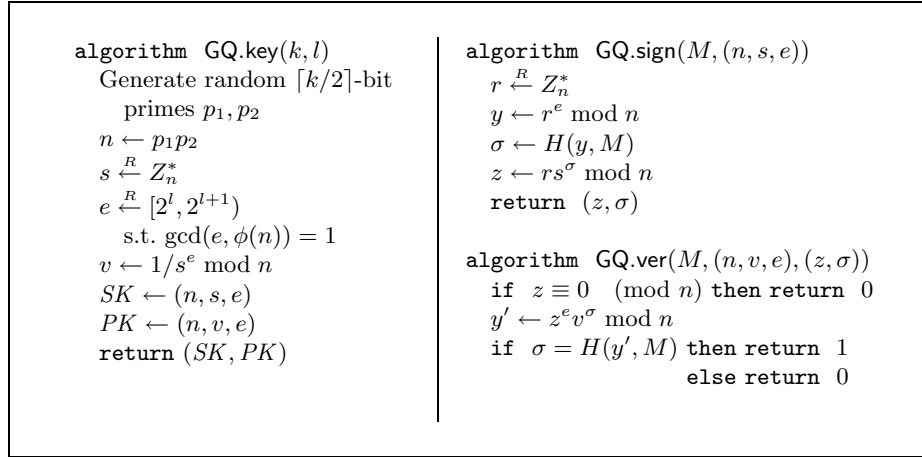 algorithm GQ.key(k, l)
Generate random ⌈k/2⌉-bit
primes p₁, p₂
n ← p₁p₂
s ←ᴿ Zₙ*
e ←ᴿ [2ˡ, 2ˡ⁺¹)
s.t. gcd(e, ϕ(n)) = 1
v ← 1/sᵉ mod n
SK ← (n, s, e)
PK ← (n, v, e)
return (SK, PK)
algorithm GQ.sign(M, (n, s, e))
r ←ᴿ Zₙ*
y ← rᵉ mod n
σ ← H(y, M)
z ← rs^σ mod n
return (z, σ)
algorithm GQ.ver(M, (n, v, e), (z, σ))
if z ≡ 0 (mod n) then return 0
y′ ← zᵉv^σ mod n
if σ = H(y′, M) then return 1
else return 0